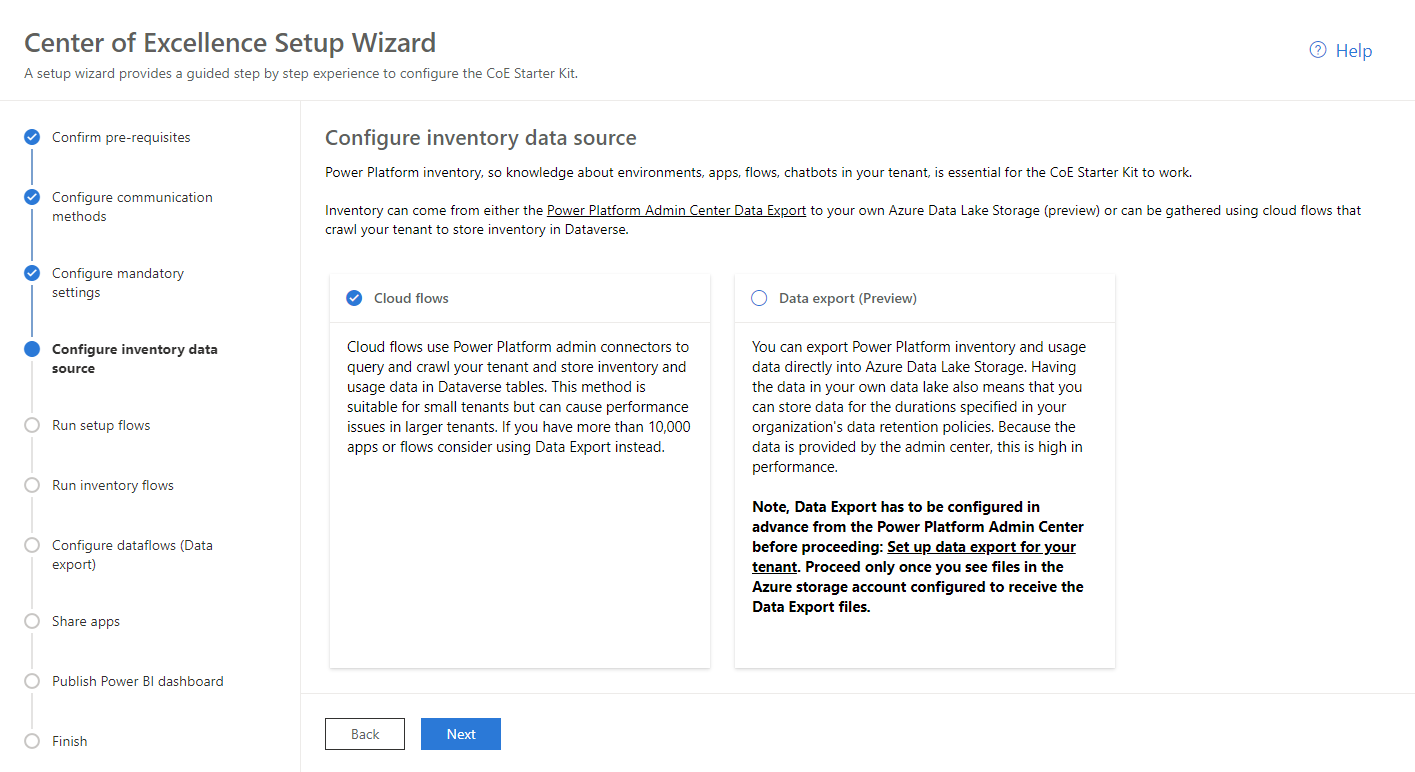 Center of Excellence Setup Wizard
A setup wizard provides a guided step by step experience to configure the CoE Starter Kit.
Help
Confirm pre-requisites
Configure communication
methods
Configure mandatory
settings
Configure inventory data
source
Run setup flows
Run inventory flows
Configure dataflows (Data
export)
Share apps
Publish Power BI dashboard
Finish
Configure inventory data source
Power Platform inventory, so knowledge about environments, apps, flows, chatbots in your tenant, is essential for the CoE Starter Kit to work.
Inventory can come from either the Power Platform Admin Center Data Export to your own Azure Data Lake Storage (preview) or can be gathered using cloud flows that
crawl your tenant to store inventory in Dataverse.
Cloud flows
Cloud flows use Power Platform admin connectors to
query and crawl your tenant and store inventory and
usage data in Dataverse tables. This method is
suitable for small tenants but can cause performance
issues in larger tenants. If you have more than 10,000
apps or flows consider using Data Export instead.
Data export (Preview)
You can export Power Platform inventory and usage
data directly into Azure Data Lake Storage. Having
the data in your own data lake also means that you
can store data for the durations specified in your
organization's data retention policies. Because the
data is provided by the admin center, this is high in
performance.
Note, Data Export has to be configured in
advance from the Power Platform Admin Center
before proceeding: Set up data export for your
tenant. Proceed only once you see files in the
Azure storage account configured to receive the
Data Export files.
Back
Next